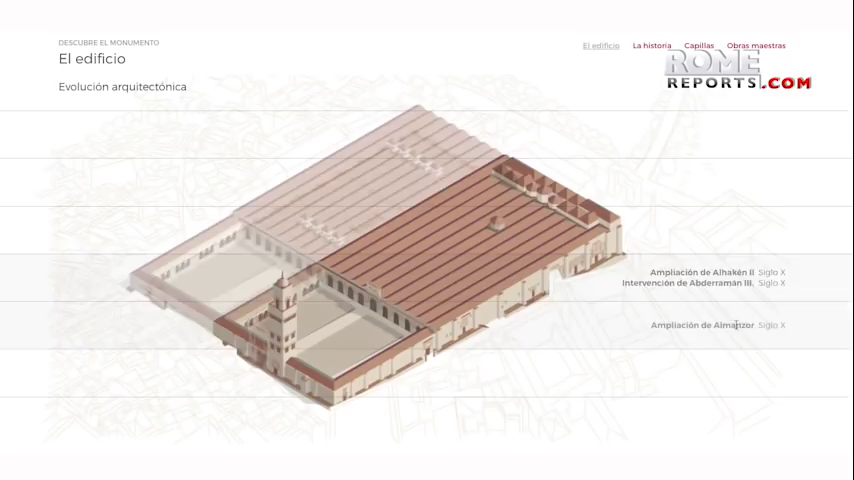 DESCUBRE EL MONUMENTO
El edificio
Evolución arquitectónica
El edificio La historia Capillas Obras maestras
ROME
REPORTS.COM
Ampliación de Alhakén II. Siglo X
Intervención de Abderramán III. Siglo X
Ampliación de Almanzor. Siglo X